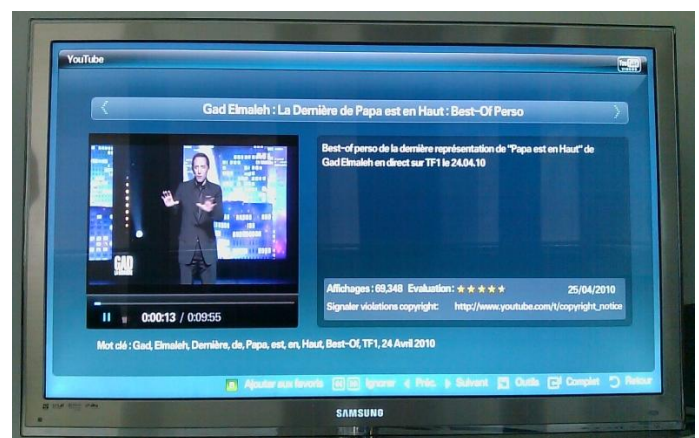 YouTube
Gad Elmaleh : La Dernière de Papa est en Haut : Best-Of Perso
Best-of perso de la dernière représentation de "Papa est en Haut" de
Gad Elmaleh en direct sur TF1 le 24.04.10
GAD
Affichages : 69,348 Evaluation : 25/04/2010
Signaler violations copyright: http://www.youtube.com/t/copyright_notice
0:00:13 / 0:09:55
Mot clé : Gad, Elmaleh, Dernière, de, Papa, est, en, Haut, Best-Of, TF1, 24 Avril 2010
Ajouter aux favoris Ignorer Préc. Suivant Outils Complet Retour
SAMSUNG